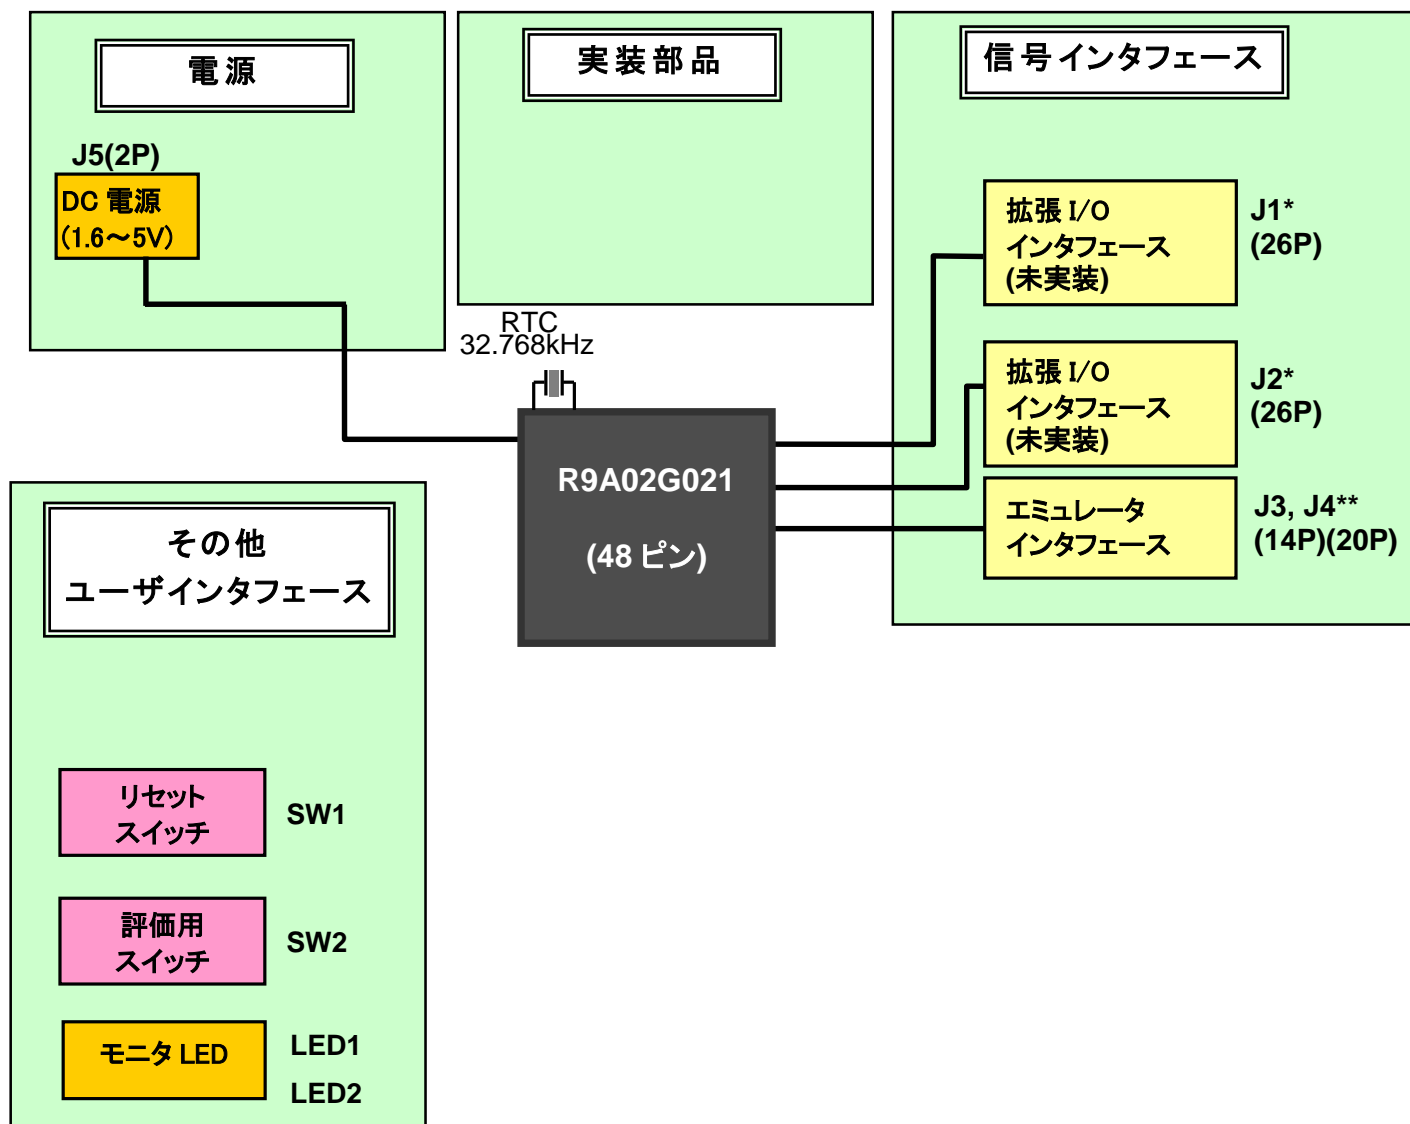 電源
J5(2P)
DC 電源
(1.6～5V)
実装部品
RTC
32.768kHz
信号インタフェース
拡張 I/O
インタフェース
(未実装)
J1*
(26P)
拡張 I/O
インタフェース
(未実装)
J2*
(26P)
エミュレータ
インタフェース
J3, J4**
(14P)(20P)
R9A02G021
(48 ピン)
その他
ユーザインタフェース
リセット
スイッチ
SW1
評価用
スイッチ
SW2
モニタ LED
LED1
LED2